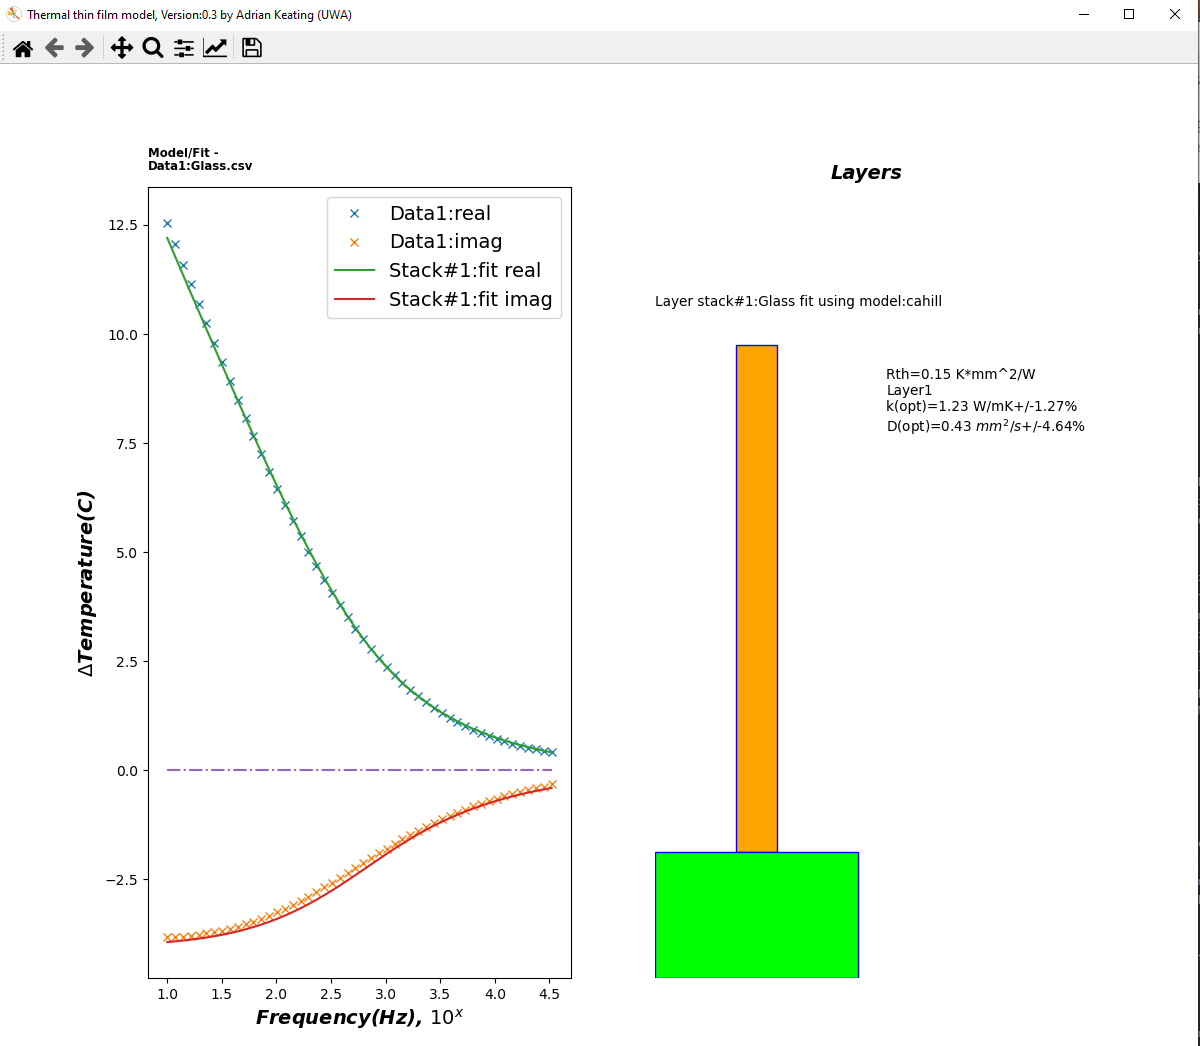 Thermal thin film model, Version:0.3 by Adrian Keating (UWA)
Model/Fit -
Data1:Glass.csv
Data1:real
Data1:imag
Stack#1:fit real
Stack#1:fit imag
12.5
10.0
7.5
5.0
2.5
0.0
−2.5
ΔTemperature(C)
1.0 1.5 2.0 2.5 3.0 3.5 4.0 4.5
Frequency(Hz), 10^x
Layers
Layer stack#1:Glass fit using model:cahill
Rth=0.15 K*mm^2/W
Layer1
k(opt)=1.23 W/mK+/-1.27%
D(opt)=0.43 mm²/s+/-4.64%